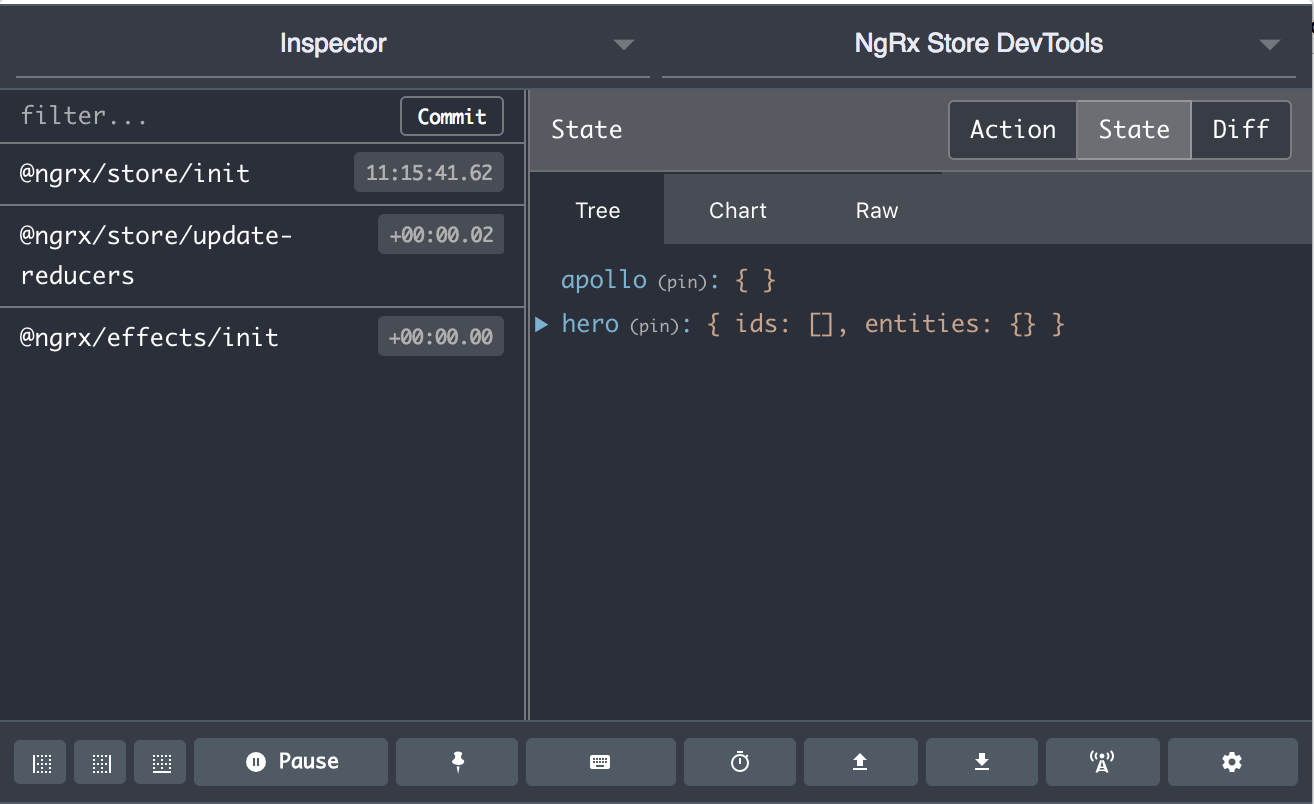 Inspector
NgRx Store DevTools
filter...
Commit
@ngrx/store/init
11:15:41.62
@ngrx/store/update-
reducers
+00:00.02
@ngrx/effects/init
+00:00.00
State
Action
State
Diff
Tree
Chart
Raw
apollo (pin): { }
hero (pin): { ids: [], entities: {} }
Pause